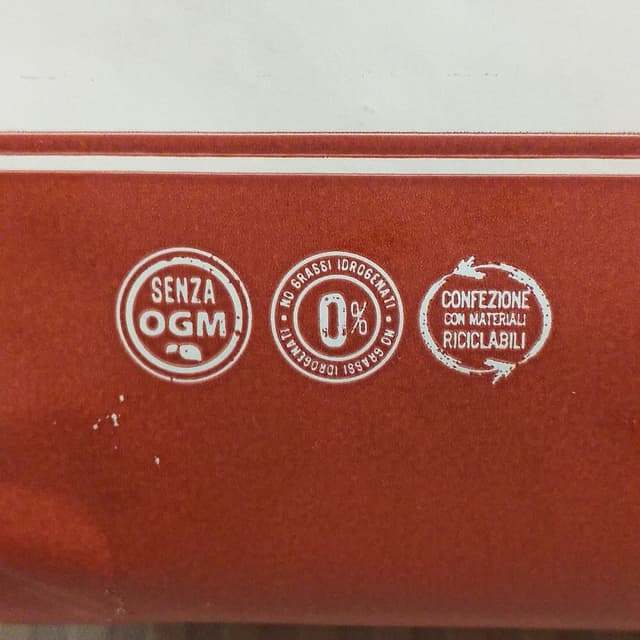 SENZA
OGM
NO GRASSI IDROGENATI • NO GRASSI IDROGENATI •
0%
CONFEZIONE
CON MATERIALI
RICICLABILI